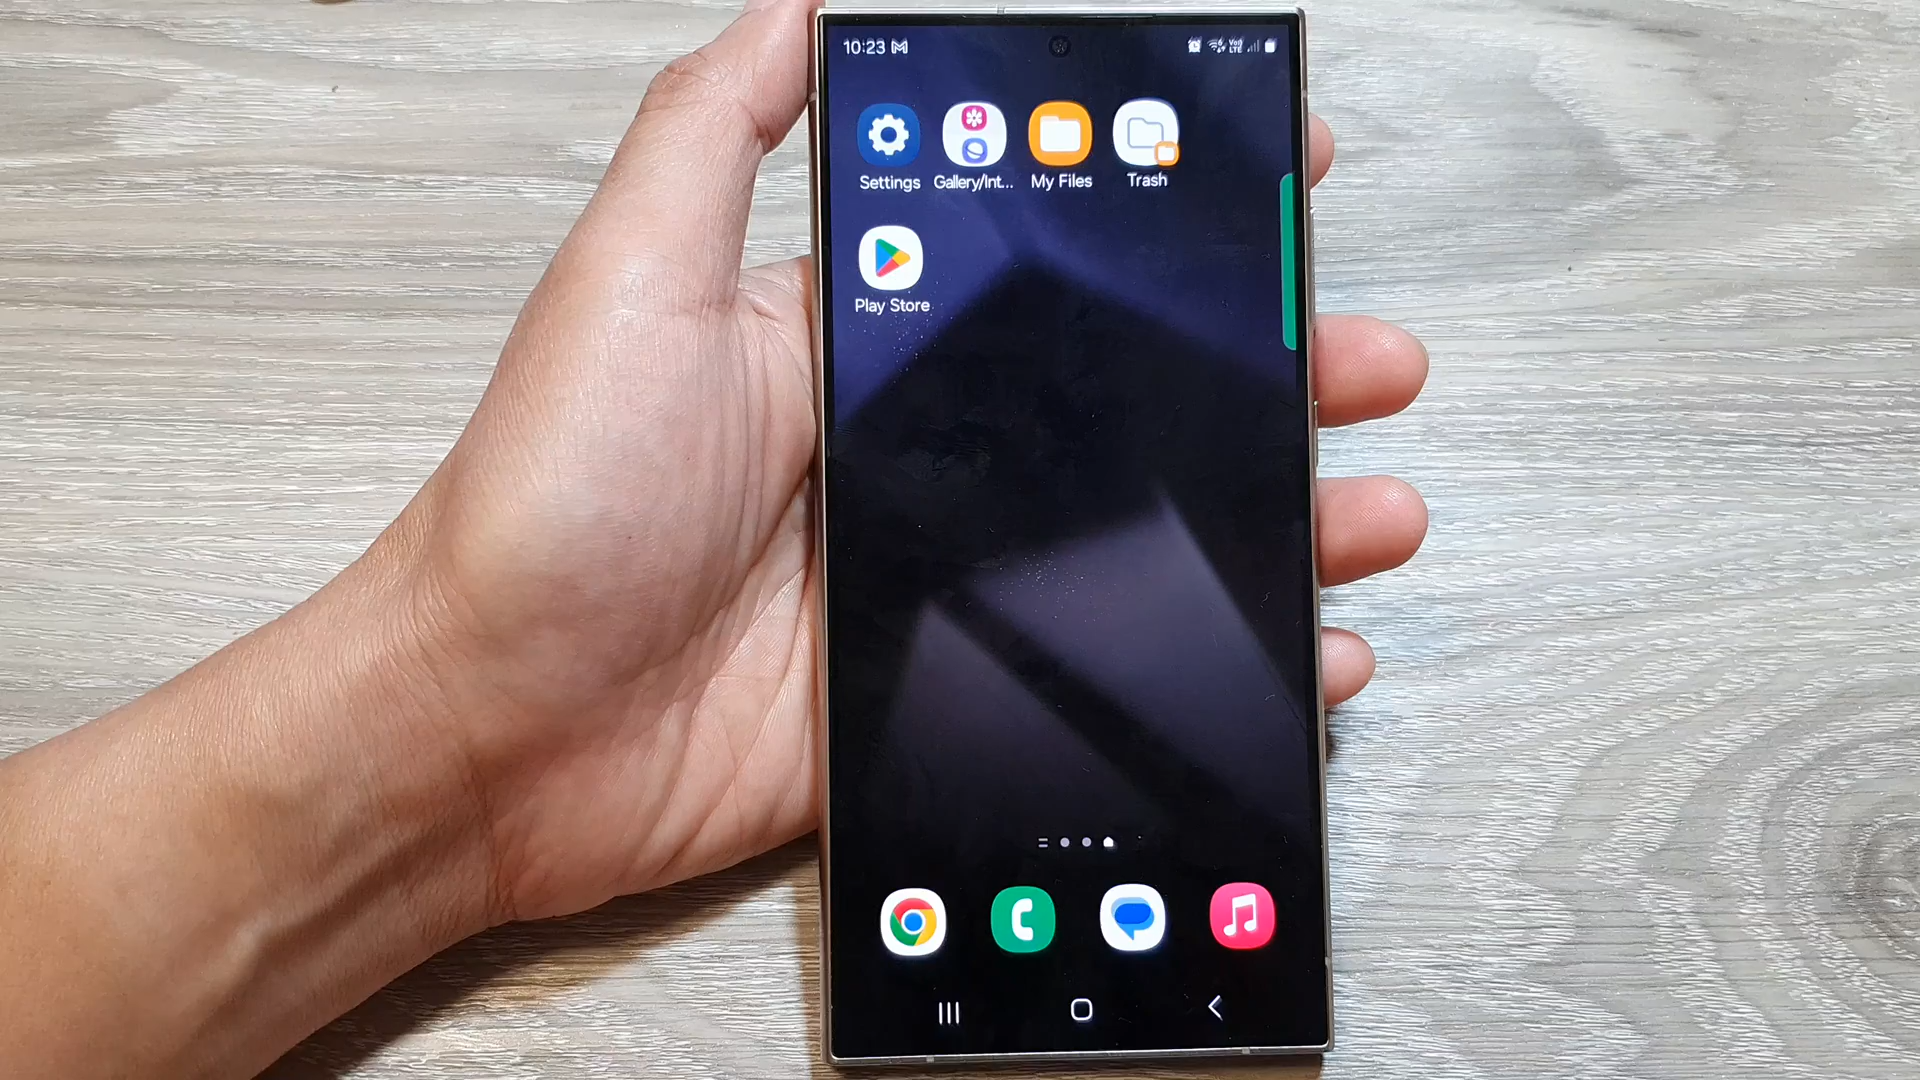 10:23
Settings
Gallery/Int...
My Files
Trash
Play Store